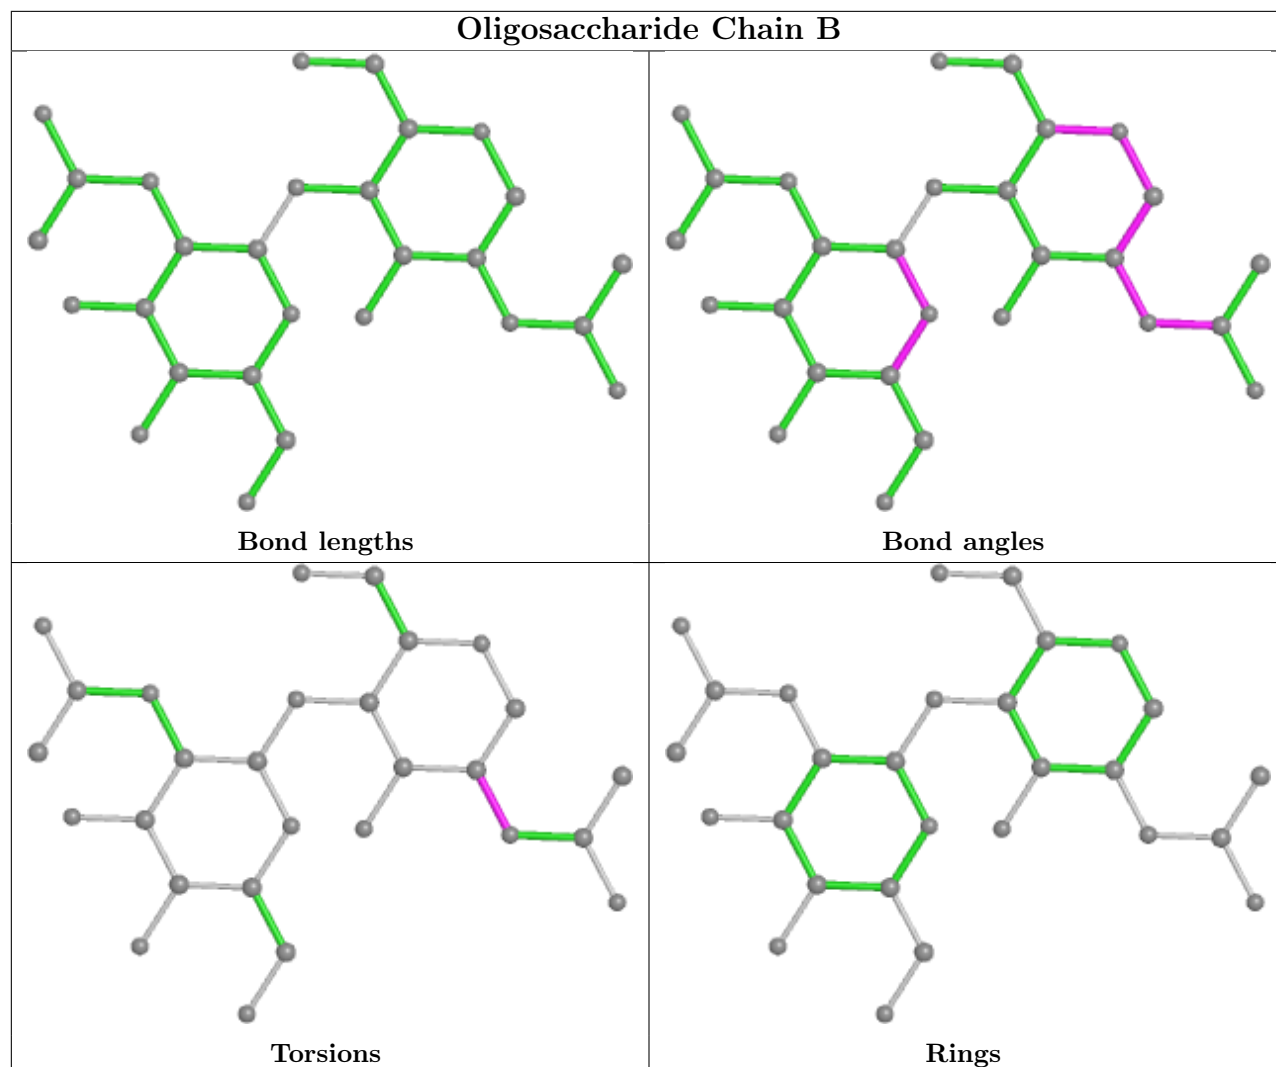 Oligosaccharide Chain B
Bond lengths
Bond angles
Torsions
Rings